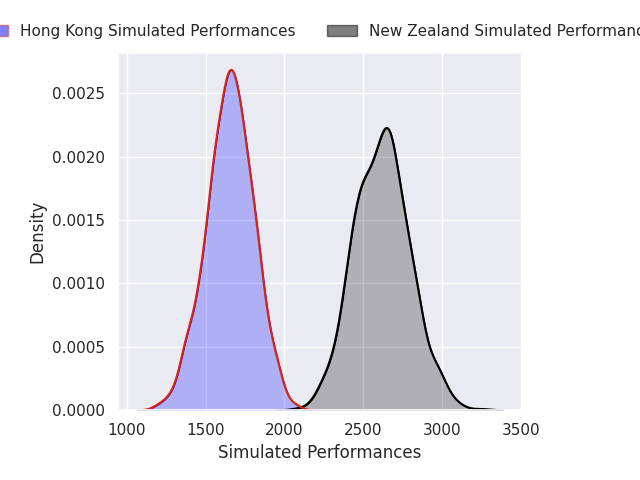 Hong Kong Simulated Performances
New Zealand Simulated
0.0025
0.0020
0.0015
0.0010
0.0005
0.0000
Density
1000 1500 2000 2500 3000 3500
Simulated Performances